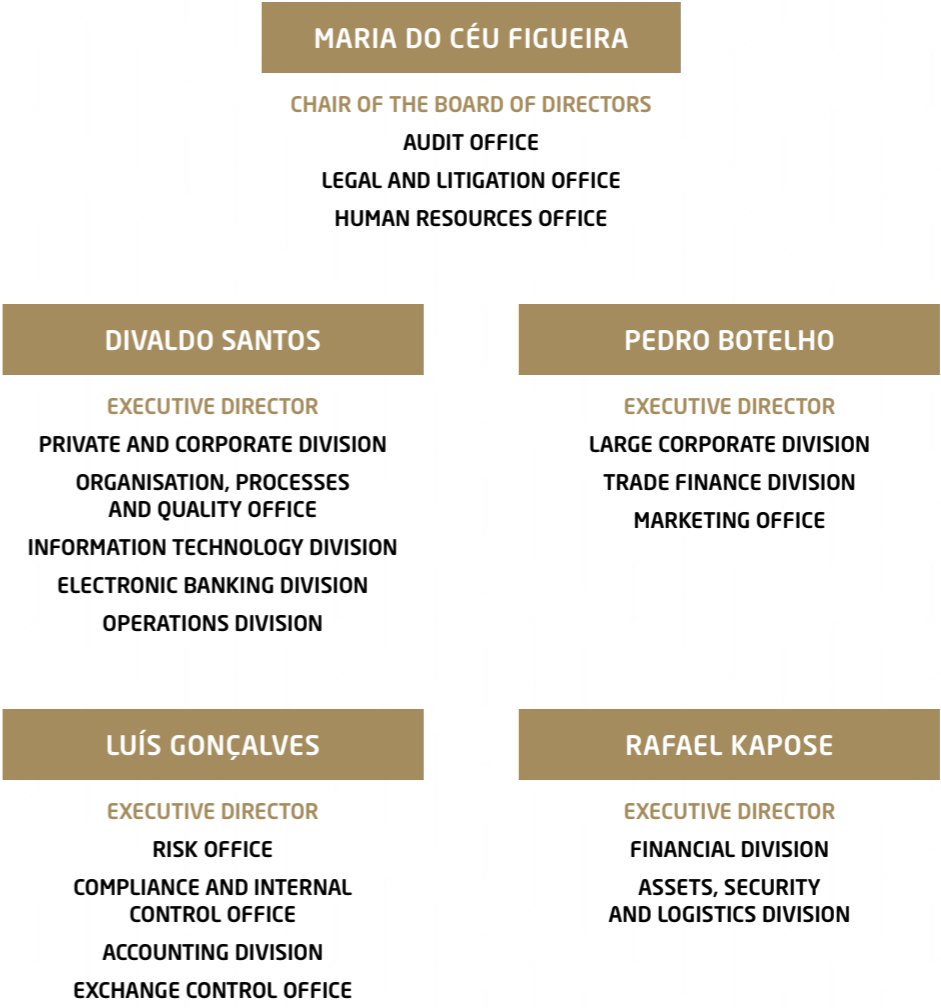 MARIA DO CÉU FIGUEIRA
CHAIR OF THE BOARD OF DIRECTORS
AUDIT OFFICE
LEGAL AND LITIGATION OFFICE
HUMAN RESOURCES OFFICE
DIVALDO SANTOS
EXECUTIVE DIRECTOR
PRIVATE AND CORPORATE DIVISION
ORGANISATION, PROCESSES
AND QUALITY OFFICE
INFORMATION TECHNOLOGY DIVISION
ELECTRONIC BANKING DIVISION
OPERATIONS DIVISION
PEDRO BOTELHO
EXECUTIVE DIRECTOR
LARGE CORPORATE DIVISION
TRADE FINANCE DIVISION
MARKETING OFFICE
LUÍS GONÇALVES
EXECUTIVE DIRECTOR
RISK OFFICE
COMPLIANCE AND INTERNAL
CONTROL OFFICE
ACCOUNTING DIVISION
EXCHANGE CONTROL OFFICE
RAFAEL KAPOSE
EXECUTIVE DIRECTOR
FINANCIAL DIVISION
ASSETS, SECURITY
AND LOGISTICS DIVISION